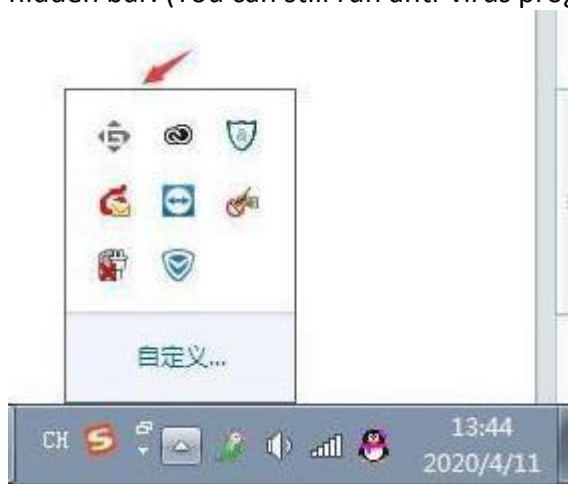 hidden bar. (You can still run anti-virus prog
自定义...
CH
13:44
2020/4/11